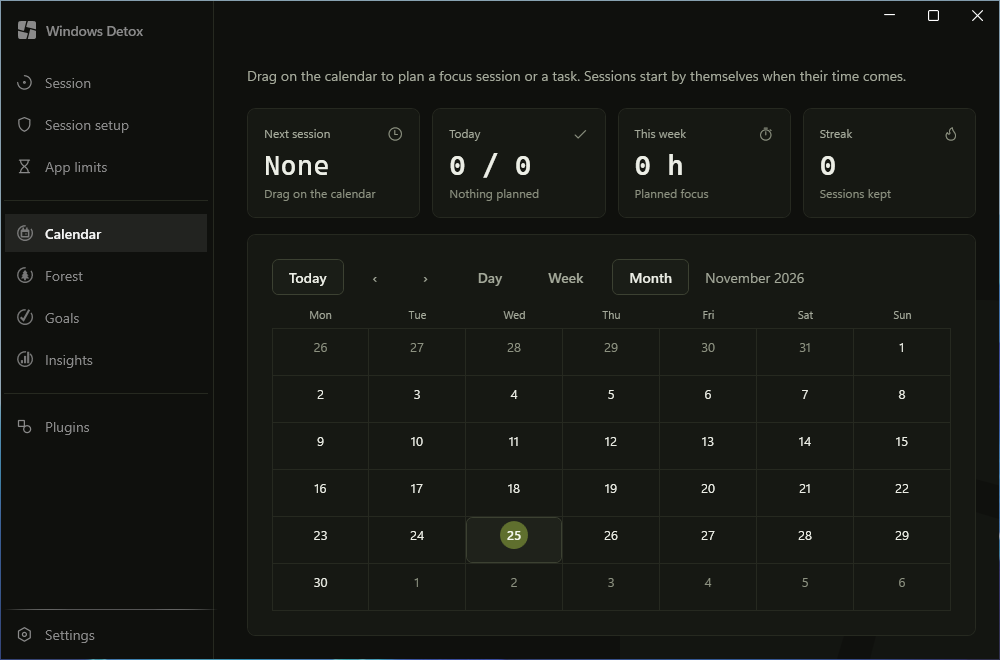 Windows Detox
Session
Session setup
App limits
Calendar
Forest
Goals
Insights
Plugins
Settings
Drag on the calendar to plan a focus session or a task. Sessions start by themselves when their time comes.
Next session
None
Drag on the calendar
Today
0 / 0
Nothing planned
This week
0 h
Planned focus
Streak
0
Sessions kept
Today ‹ › Day Week Month November 2026
Mon Tue Wed Thu Fri Sat Sun
26 27 28 29 30 31 1
2 3 4 5 6 7 8
9 10 11 12 13 14 15
16 17 18 19 20 21 22
23 24 25 26 27 28 29
30 1 2 3 4 5 6